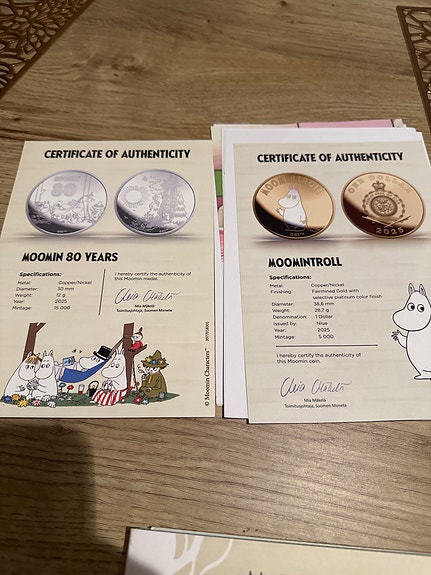 CERTIFICATE OF AUTHENTICITY
80
MOOMIN 80 YEARS
Specifications:
Metal: Copper/Nickel
Diameter: 30 mm
Weight: 12 g
Year: 2025
Mintage: 15 000
I hereby certify the authenticity
of this Moomin medal.
Mia Mäkelä
Toimitusjohtaja, Suomen Moneta
© Moomin Characters™
CERTIFICATE OF AUTHENTICITY
MOOMINTROLL
ONE DOLLAR
2025
MOOMINTROLL
Specifications:
Metal: Copper/Nickel
Finishing: Fairmined Gold with
selective platinum color finish
Diameter: 38,6 mm
Weight: 28,7 g
Denomination: 1 Dollar
Issued by: Niue
Year: 2025
Mintage: 5 000
I hereby certify the authenticity of
this Moomin coin.
Mia Mäkelä
Toimitusjohtaja, Suomen Moneta